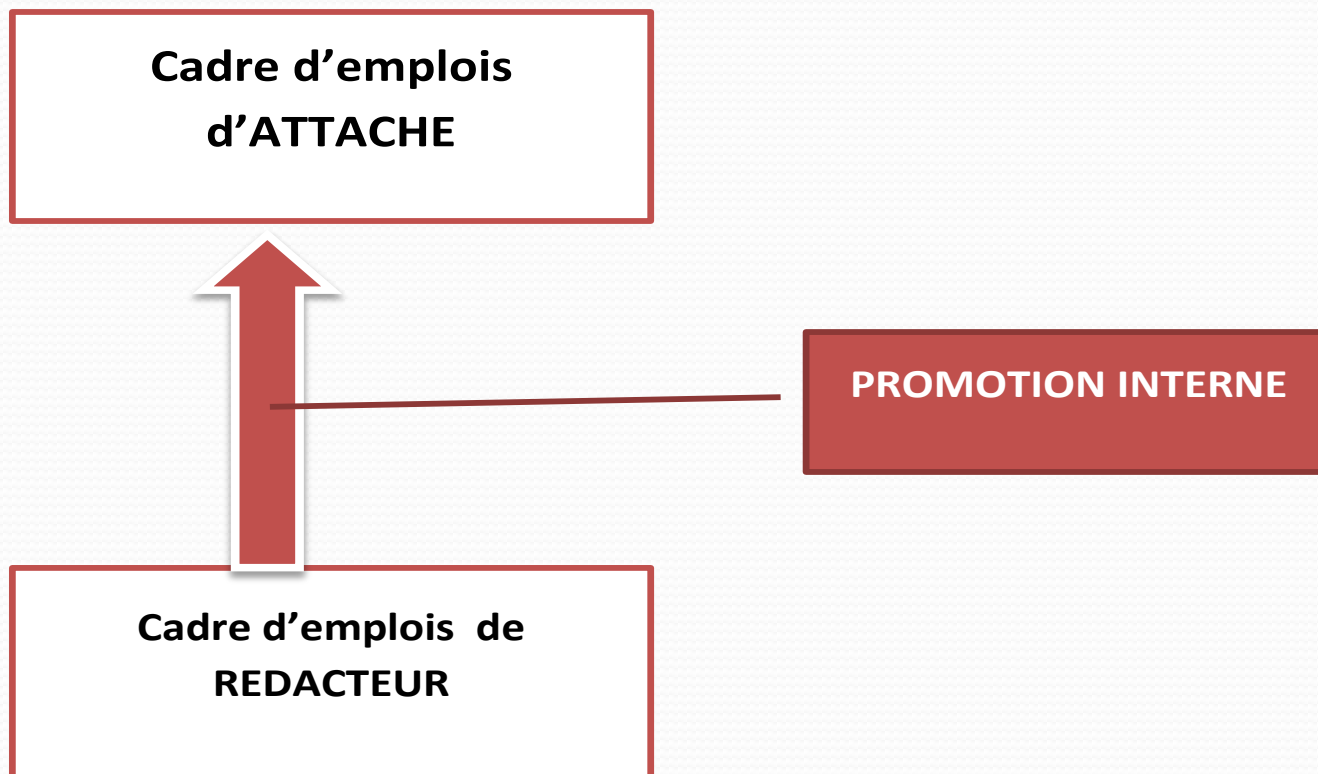 Cadre d’emplois
d’ATTACHE
PROMOTION INTERNE
Cadre d’emplois de
REDACTEUR